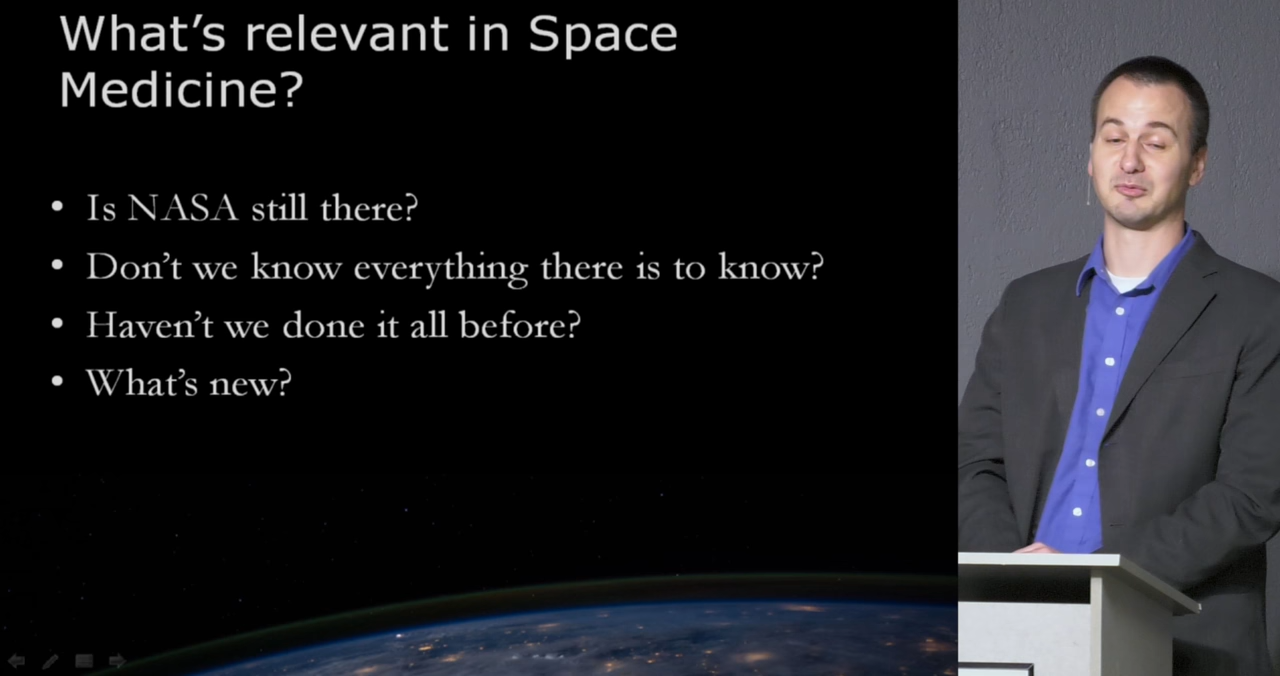 What’s relevant in Space
Medicine?
• Is NASA still there?
• Don’t we know everything there is to know?
• Haven’t we done it all before?
• What’s new?